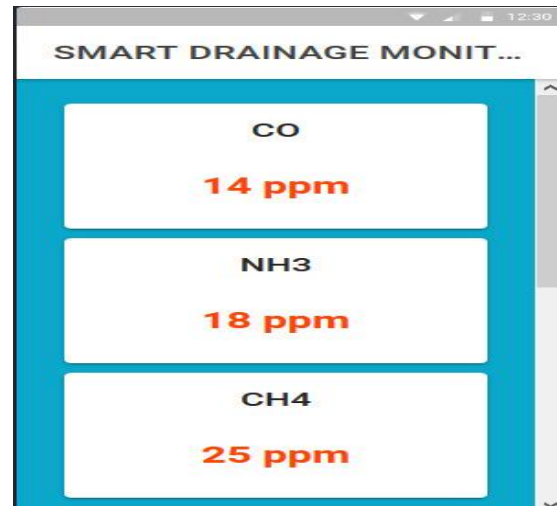 12:30
SMART DRAINAGE MONIT...
CO
14 ppm
NH3
18 ppm
CH4
25 ppm